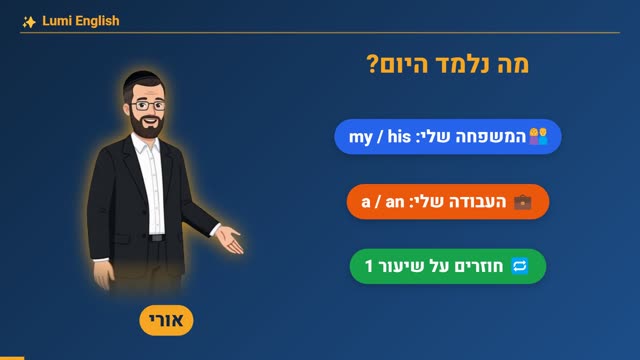 Lumi English
מה נלמד היום?
המשפחה שלי: my / his
העבודה שלי: a / an
חוזרים על שיעור 1
אורי